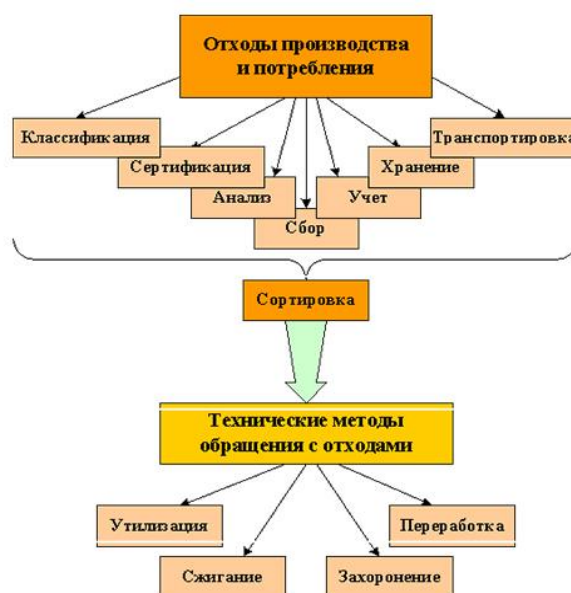 Отходы производства
и потребления
Классификация
Транспортировка
Сертификация
Хранение
Анализ
Учет
Сбор
Сортировка
Технические методы
обращения с отходами
Утилизация
Переработка
Сжигание
Захоронение